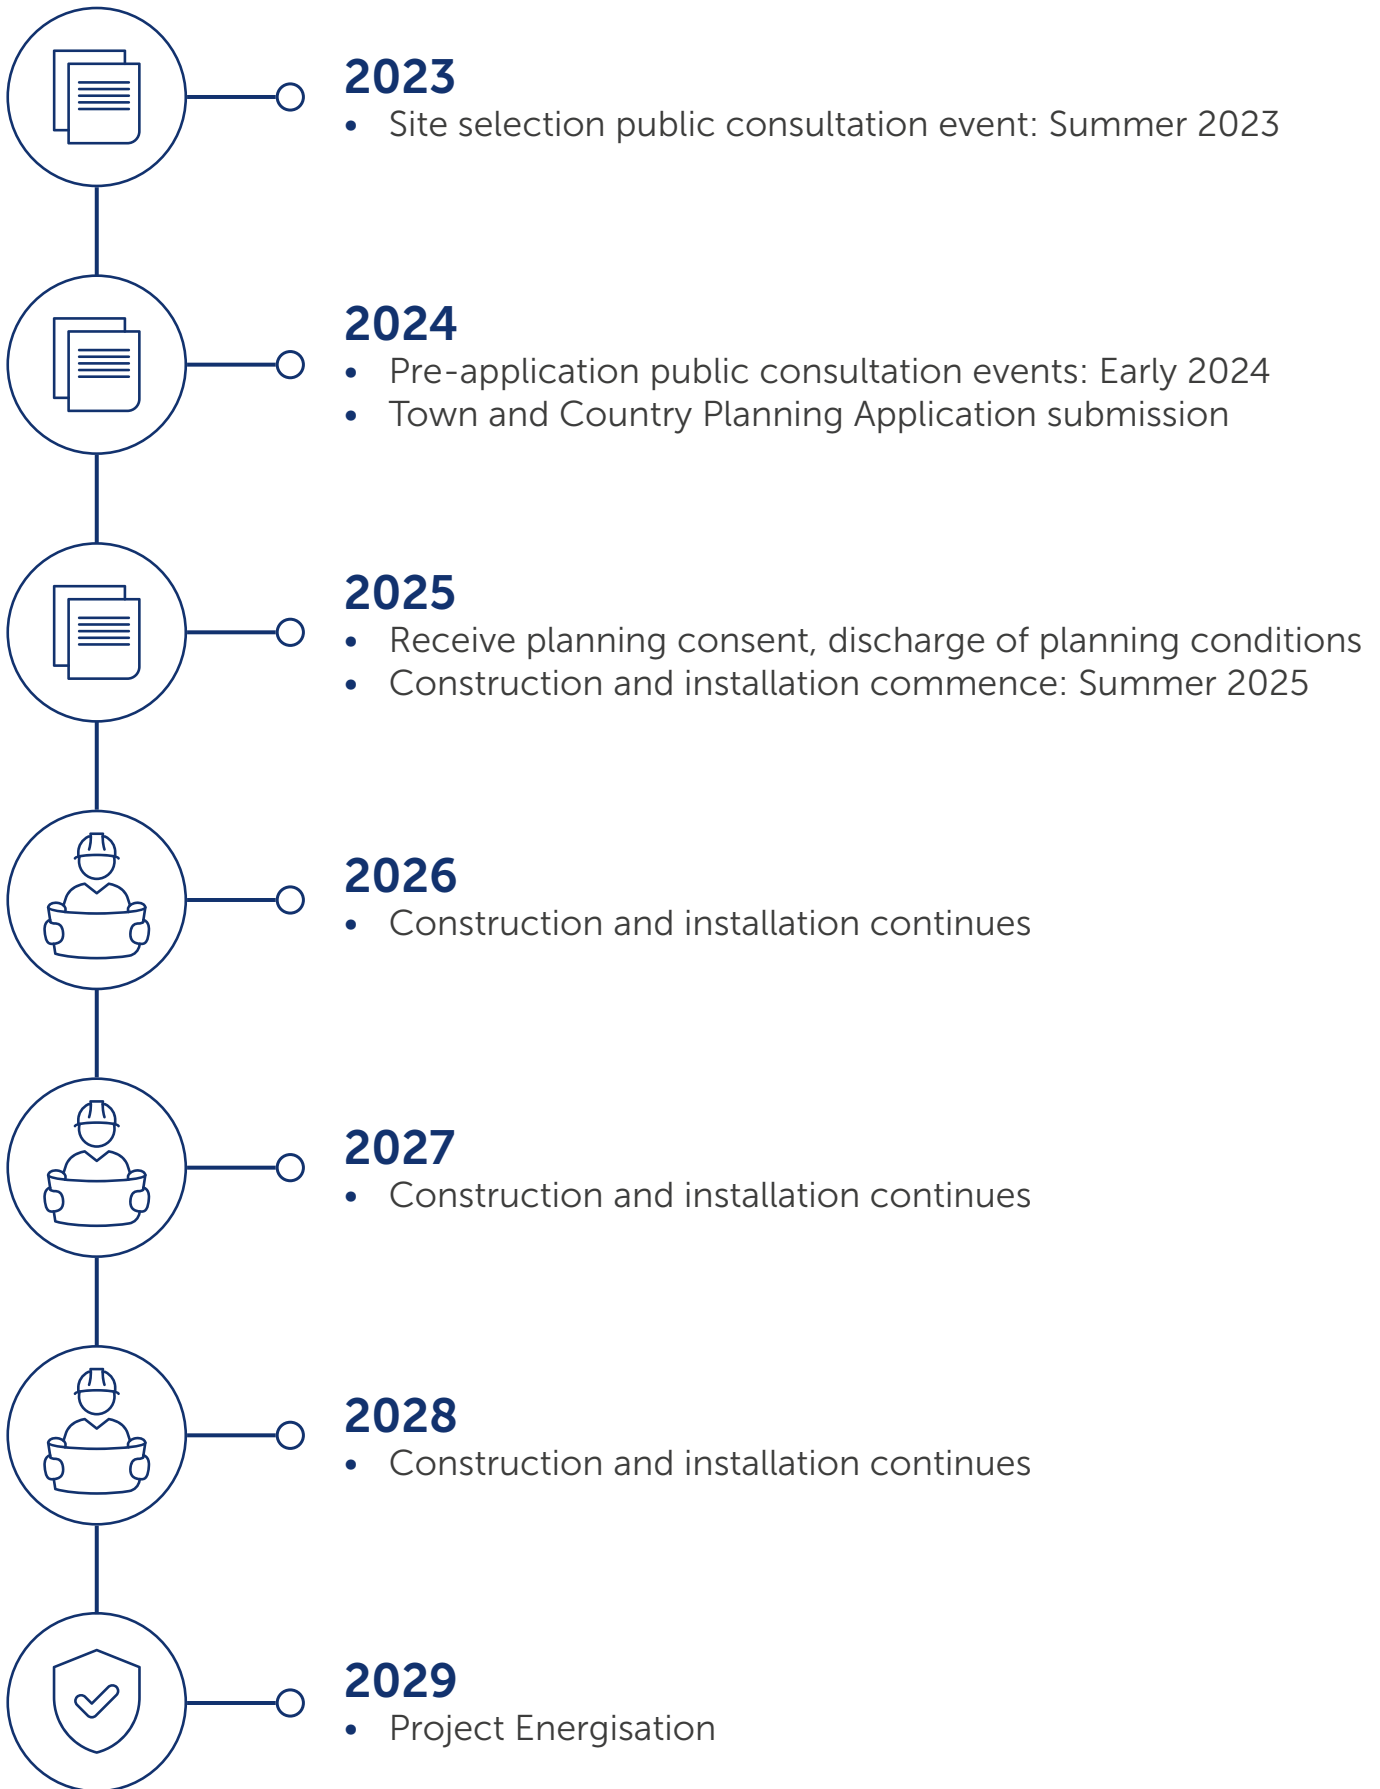 2023
• Site selection public consultation event: Summer 2023
2024
• Pre-application public consultation events: Early 2024
• Town and Country Planning Application submission
2025
• Receive planning consent, discharge of planning conditions
• Construction and installation commence: Summer 2025
2026
• Construction and installation continues
2027
• Construction and installation continues
2028
• Construction and installation continues
2029
• Project Energisation